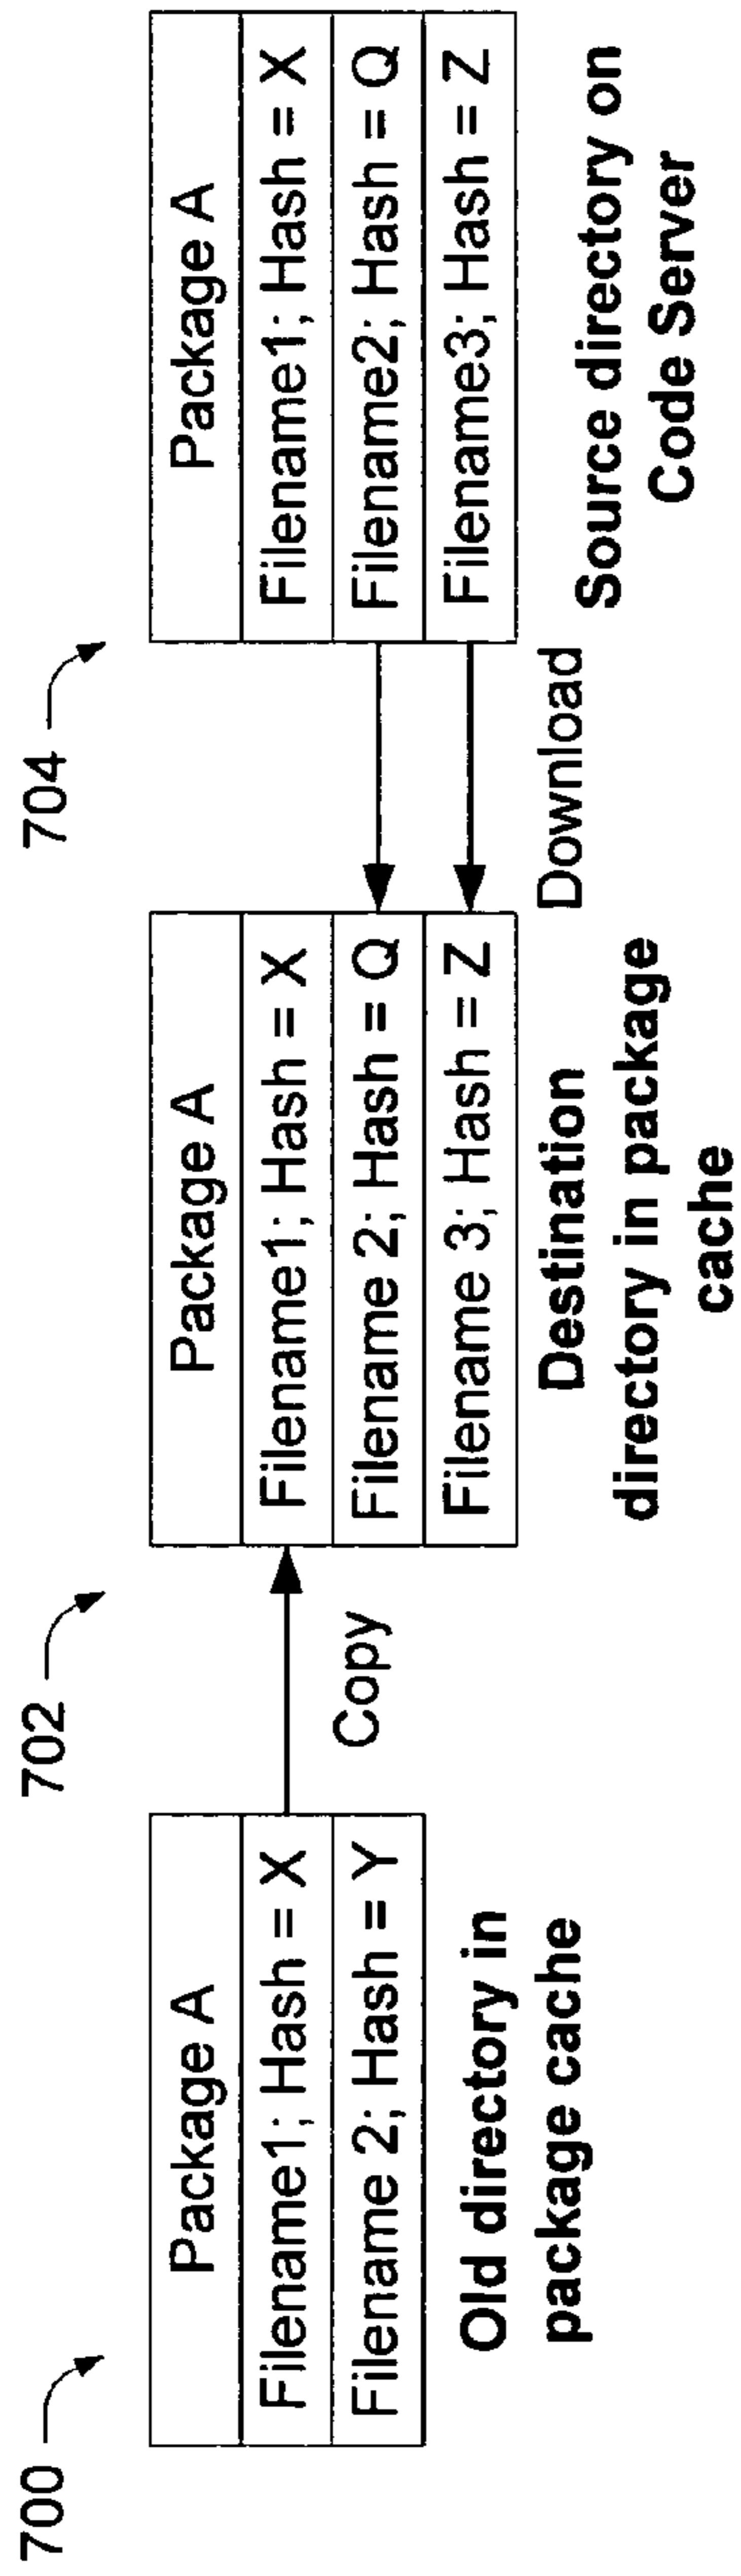 700
Package A
Filename1; Hash = X
Filename 2; Hash = Y
Old directory in
package cache
Copy
702
Package A
Filename1; Hash = X
Filename 2; Hash = Q
Filename 3; Hash = Z
Destination
directory in package
cache
Download
704
Package A
Filename1; Hash = X
Filename2; Hash = Q
Filename3; Hash = Z
Source directory on
Code Server